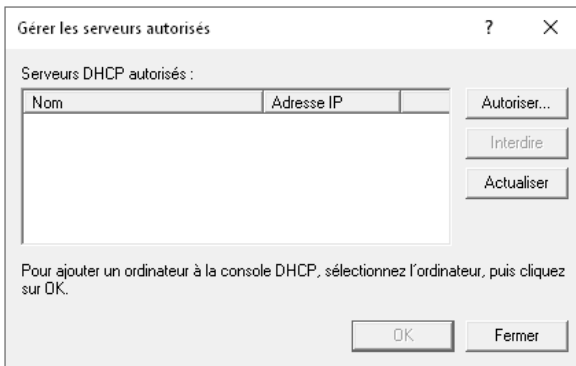 Gérer les serveurs autorisés
?
Serveurs DHCP autorisés :
Nom Adresse IP
Autoriser...
Interdire
Actualiser
Pour ajouter un ordinateur à la console DHCP, sélectionnez l'ordinateur, puis cliquez
sur OK.
OK Fermer